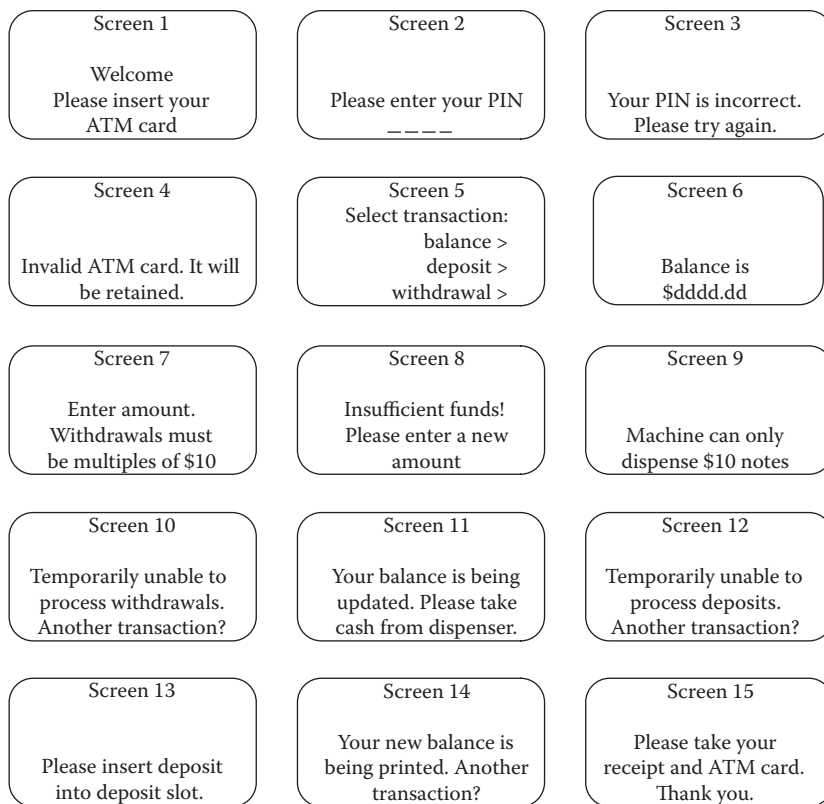 Screen 1
Welcome
Please insert your
ATM card
Screen 2
Please enter your PIN
_ _ _ _
Screen 3
Your PIN is incorrect.
Please try again.
Screen 4
Invalid ATM card. It will
be retained.
Screen 5
Select transaction:
balance >
deposit >
withdrawal >
Screen 6
Balance is
$dddd.dd
Screen 7
Enter amount.
Withdrawals must
be multiples of $10
Screen 8
Insufficient funds!
Please enter a new
amount
Screen 9
Machine can only
dispense $10 notes
Screen 10
Temporarily unable to
process withdrawals.
Another transaction?
Screen 11
Your balance is being
updated. Please take
cash from dispenser.
Screen 12
Temporarily unable to
process deposits.
Another transaction?
Screen 13
Please insert deposit
into deposit slot.
Screen 14
Your new balance is
being printed. Another
transaction?
Screen 15
Please take your
receipt and ATM card.
Thank you.